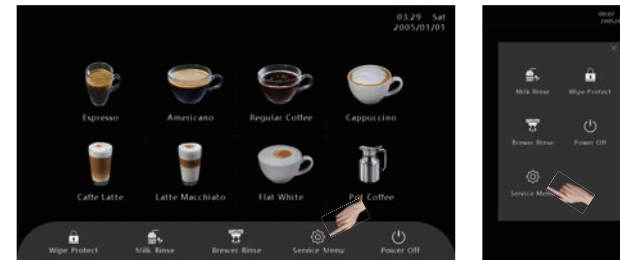 03:29 Sat
2005/01/01
Espresso
Americano
Regular Coffee
Cappuccino
Caffe Latte
Latte Macchiato
Flat White
Pot Coffee
Wipe Protect
Milk Rinse
Brewer Rinse
Service Menu
Power Off
00:02
Milk Rinse
Wipe Protect
Brewer Rinse
Power Off
Service Menu